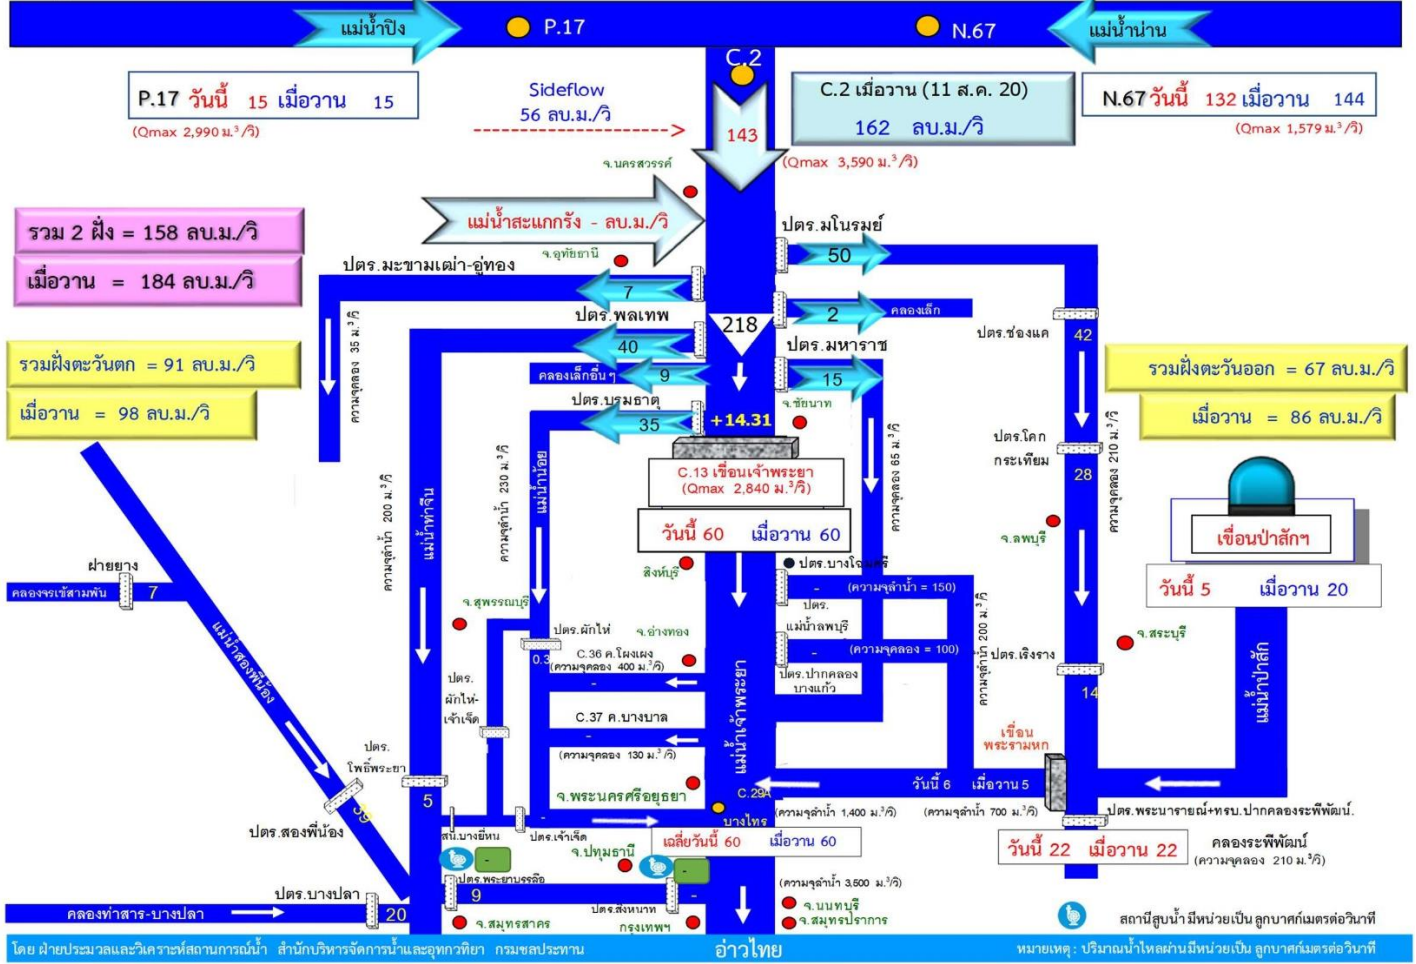 แม่น้ำปิง
P.17
N.67
แม่น้ำน่าน
C.2
P.17 วันนี้ 15 เมื่อวาน 15
(Qmax 2,990 ม.³/วิ)
Sideflow
56 ลบ.ม./วิ
143
C.2 เมื่อวาน (11 ส.ค. 20)
162 ลบ.ม./วิ
(Qmax 3,590 ม.³/วิ)
N.67 วันนี้ 132 เมื่อวาน 144
(Qmax 1,579 ม.³/วิ)
จ.นครสวรรค์
แม่น้ำสะแกกรัง - ลบ.ม./วิ
รวม 2 ฝั่ง = 158 ลบ.ม./วิ
เมื่อวาน = 184 ลบ.ม./วิ
จ.อุทัยธานี
ปตร.มโนรมย์
50
ปตร.มะขามเฒ่า-อู่ทอง
7
2
คลองเล็ก
ปตร.พลเทพ
40
218
ปตร.มหาราช
15
ปตร.ช่องแค
42
ความจุคลอง 35 ม.³/วิ
รวมฝั่งตะวันตก = 91 ลบ.ม./วิ
เมื่อวาน = 98 ลบ.ม./วิ
รวมฝั่งตะวันออก = 67 ลบ.ม./วิ
เมื่อวาน = 86 ลบ.ม./วิ
คลองเล็กอื่นๆ
9
ปตร.บรมธาตุ
35
+14.31
จ.ชัยนาท
ปตร.โคกกระเทียม
28
ความจุคลอง 210 ม.³/วิ
ความจุคลอง 65 ม.³/วิ
C.13 เขื่อนเจ้าพระยา
(Qmax 2,840 ม.³/วิ)
วันนี้ 60 เมื่อวาน 60
ความจุลำน้ำ 200 ม.³/วิ
แม่น้ำท่าจีน
ความจุลำน้ำ 230 ม.³/วิ
แม่น้ำน้อย
จ.ลพบุรี
เขื่อนป่าสักฯ
วันนี้ 5 เมื่อวาน 20
สิงห์บุรี
ปตร.บางโฉมศรี
ฝายยาง
คลองจรเข้สามพัน
7
-
(ความจุลำน้ำ = 150)
ปตร.
แม่น้ำลพบุรี
-
(ความจุคลอง = 100)
ความจุลำน้ำ 200 ม.³/วิ
จ.สุพรรณบุรี
ปตร.ผักไห่
0.3
จ.อ่างทอง
C.36 ค.โผงเผง
(ความจุคลอง 400 ม.³/วิ)
-
ปตร.ปากคลอง
บางแก้ว
ปตร.เริงราง
14
จ.สระบุรี
แม่น้ำป่าสัก
แม่น้ำสองพี่น้อง
ปตร.
ผักไห่-
เจ้าเจ็ด
C.37 ค.บางบาล
-
(ความจุคลอง 130 ม.³/วิ)
แม่น้ำเจ้าพระยา
เขื่อน
พระรามหก
ปตร.
โพธิ์พระยา
5
39
ปตร.สองพี่น้อง
จ.พระนครศรีอยุธยา
C.29A
บางไทร
วันนี้ 6 เมื่อวาน 5
(ความจุลำน้ำ 1,400 ม.³/วิ)
(ความจุลำน้ำ 700 ม.³/วิ)
ปตร.พระนารายณ์+ทรบ.ปากคลองระพีพัฒน์.
สน.บางยี่หน
-
ปตร.เจ้าเจ็ด
เฉลี่ยวันนี้ 60 เมื่อวาน 60
วันนี้ 22 เมื่อวาน 22
คลองระพีพัฒน์
(ความจุคลอง 210 ม.³/วิ)
-
จ.ปทุมธานี
-
ปตร.พระยาบรรลือ
9
-
(ความจุลำน้ำ 3,500 ม.³/วิ)
ปตร.บางปลา
คลองท่าสาร-บางปลา
20
ปตร.สิงหนาท
จ.สมุทรสาคร
กรุงเทพฯ
จ.นนทบุรี
จ.สมุทรปราการ
สถานีสูบน้ำ มีหน่วยเป็น ลูกบาศก์เมตรต่อวินาที
โดย ฝ่ายประมวลและวิเคราะห์สถานการณ์น้ำ สำนักบริหารจัดการน้ำและอุทกวิทยา กรมชลประทาน
อ่าวไทย
หมายเหตุ : ปริมาณน้ำไหลผ่านมีหน่วยเป็น ลูกบาศก์เมตรต่อวินาที